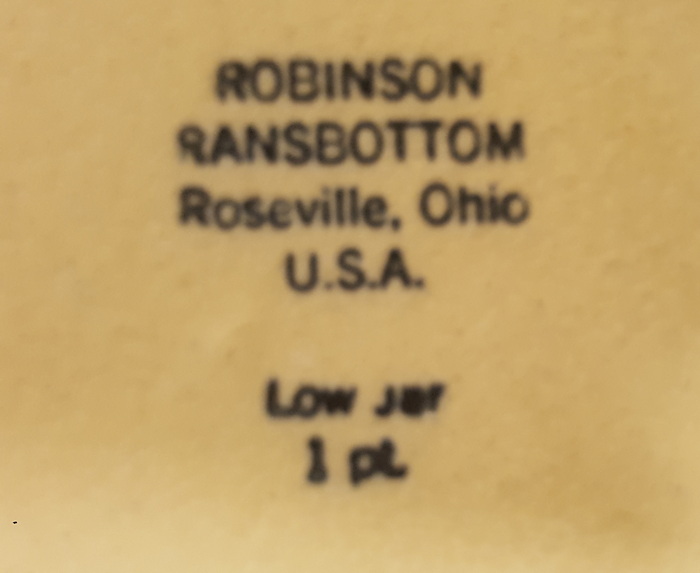 ROBINSON
RANSBOTTOM
Roseville, Ohio
U.S.A.
Low Jar
1 pt.